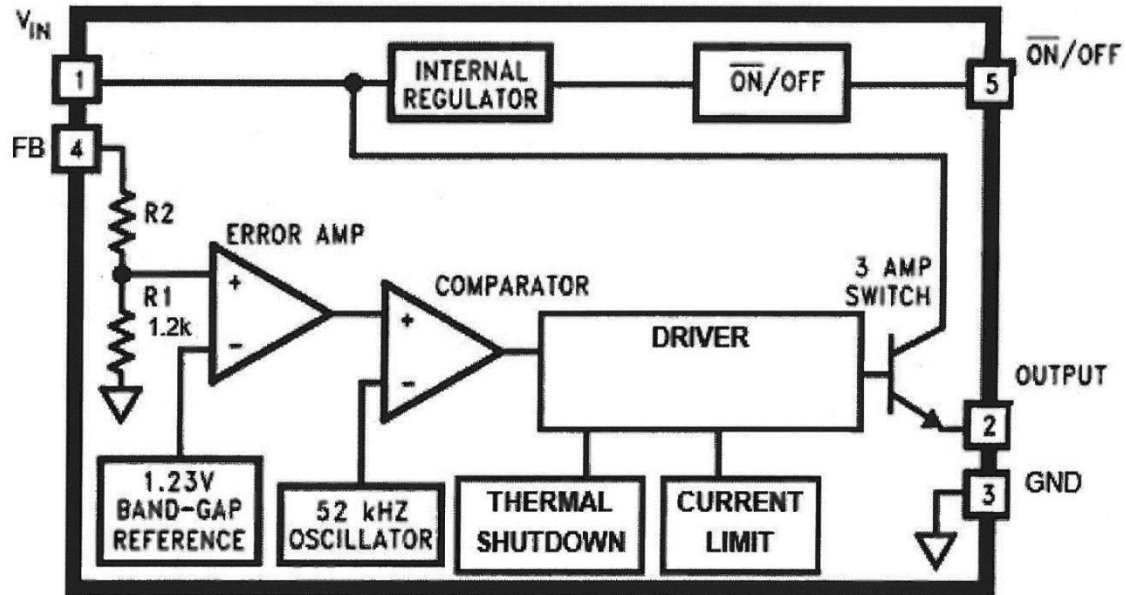 VIN
1
INTERNAL
REGULATOR
ON/OFF
5
ON/OFF
FB
4
R2
ERROR AMP
R1
1.2k
+
−
COMPARATOR
+
−
DRIVER
3 AMP
SWITCH
OUTPUT
2
1.23V
BAND-GAP
REFERENCE
52 kHZ
OSCILLATOR
THERMAL
SHUTDOWN
CURRENT
LIMIT
3
GND